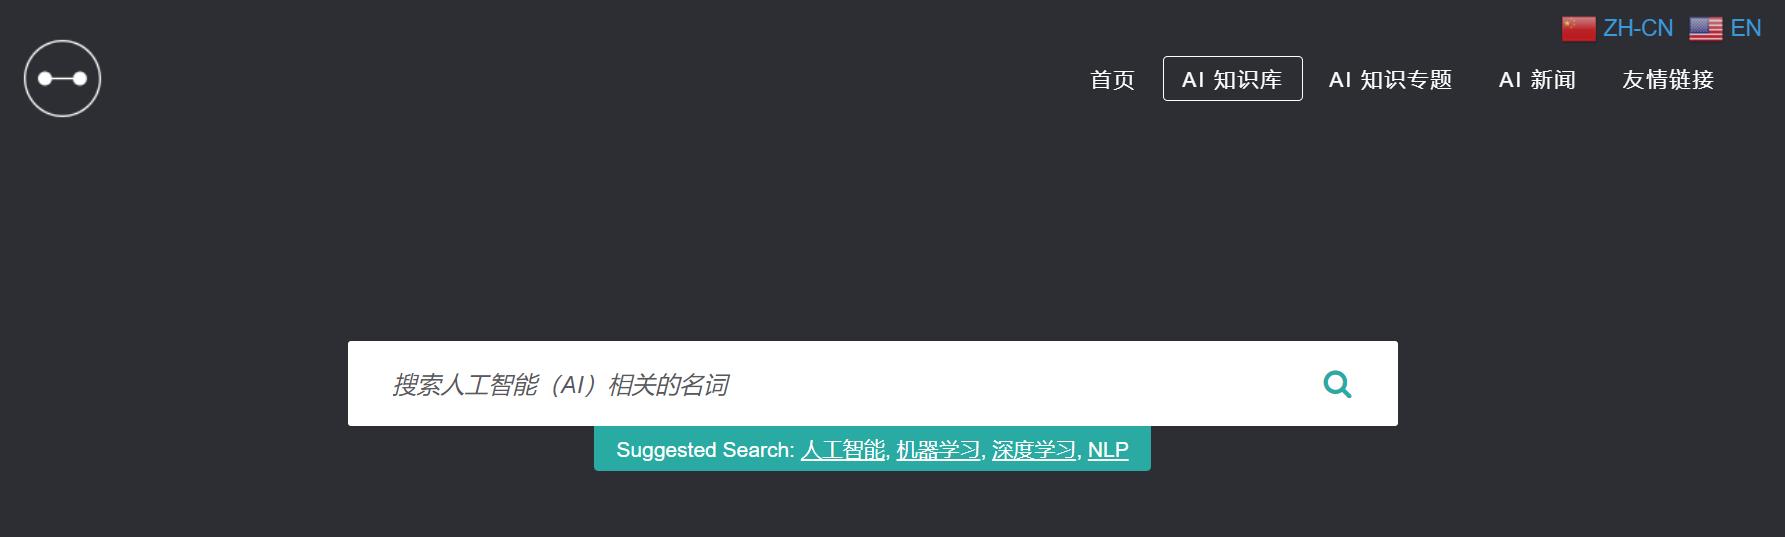 ZH-CN EN
首页 AI 知识库 AI 知识专题 AI 新闻 友情链接
搜索人工智能（AI）相关的名词
Suggested Search: 人工智能, 机器学习, 深度学习, NLP